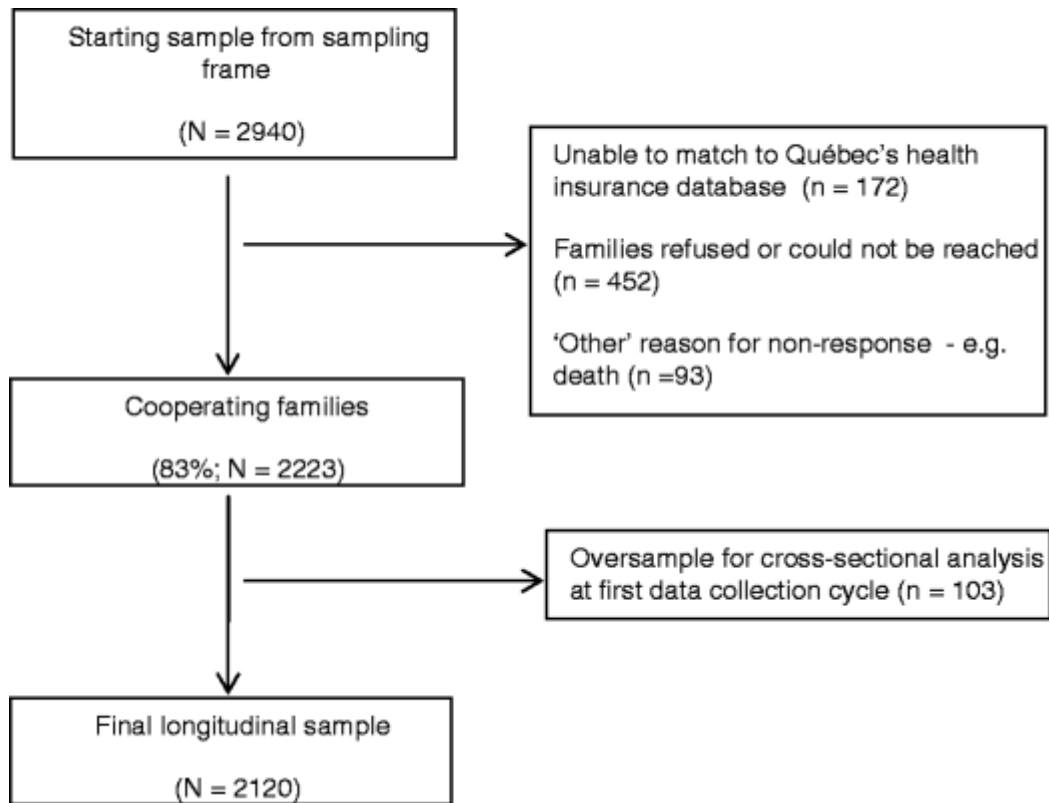 Starting sample from sampling
frame
(N = 2940)
Unable to match to Québec's health
insurance database (n = 172)
Families refused or could not be reached
(n = 452)
‘Other’ reason for non-response - e.g.
death (n =93)
Cooperating families
(83%; N = 2223)
Oversample for cross-sectional analysis
at first data collection cycle (n = 103)
Final longitudinal sample
(N = 2120)